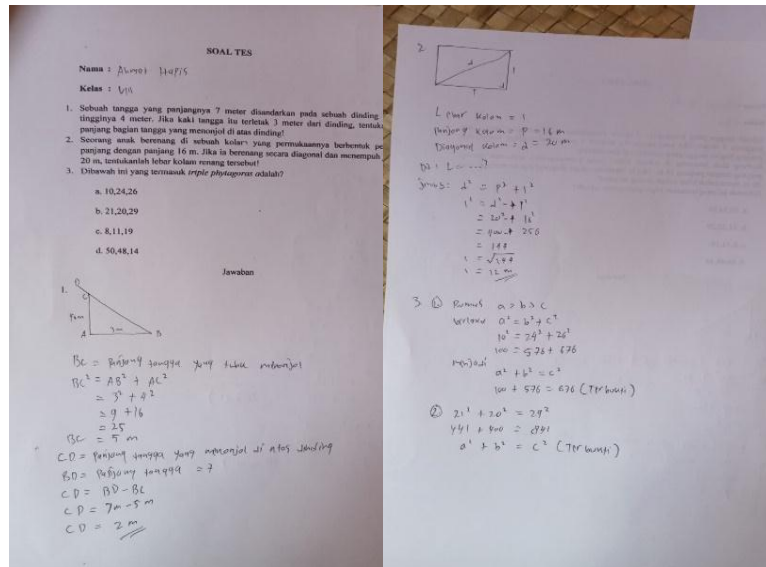 SOAL TES
Nama : Ahmad Hapis
Kelas : VIII
1. Sebuah tangga yang panjangnya 7 meter disandarkan pada sebuah dinding
tingginya 4 meter. Jika kaki tangga itu terletak 3 meter dari dinding, tentuk
panjang bagian tangga yang menonjol di atas dinding!
2. Seorang anak berenang di sebuah kolam yang permukaannya berbentuk pe
panjang dengan panjang 16 m. Jika ia berenang secara diagonal dan menempuh
20 m, tentukanlah lebar kolam renang tersebut!
3. Dibawah ini yang termasuk triple phytagoras adalah?
a. 10,24,26
b. 21,20,29
c. 8,11,19
d. 50,48,14
Jawaban
1.
D
C
4m
A 3m B
BC = panjang tangga yang tidak menonjol
BC² = AB² + AC²
= 3² + 4²
= 9 + 16
= 25
BC = 5 m
CD = panjang tangga yang menonjol di atas dinding
BD = panjang tangga = 7
CD = BD - BC
CD = 7m - 5m
CD = 2 m
2.
d
l
P
Lebar kolam = l
panjang kolam = P = 16 m
Diagonal kolam = d = 20 m
Dit : L = ....?
Jawab: d² = p² + l²
l² = d² - p²
= 20² - 16²
= 400 - 256
= 144
l = √144
l = 12 m
3. ① Rumus a > b > c
berlaku a² = b² + c²
10² = 24² + 26²
100 = 576 + 676
menjadi
a² + b² = c²
100 + 576 = 676 (Terbukti)
② 21² + 20² = 29²
441 + 400 = 841
a² + b² = c² (Terbukti)